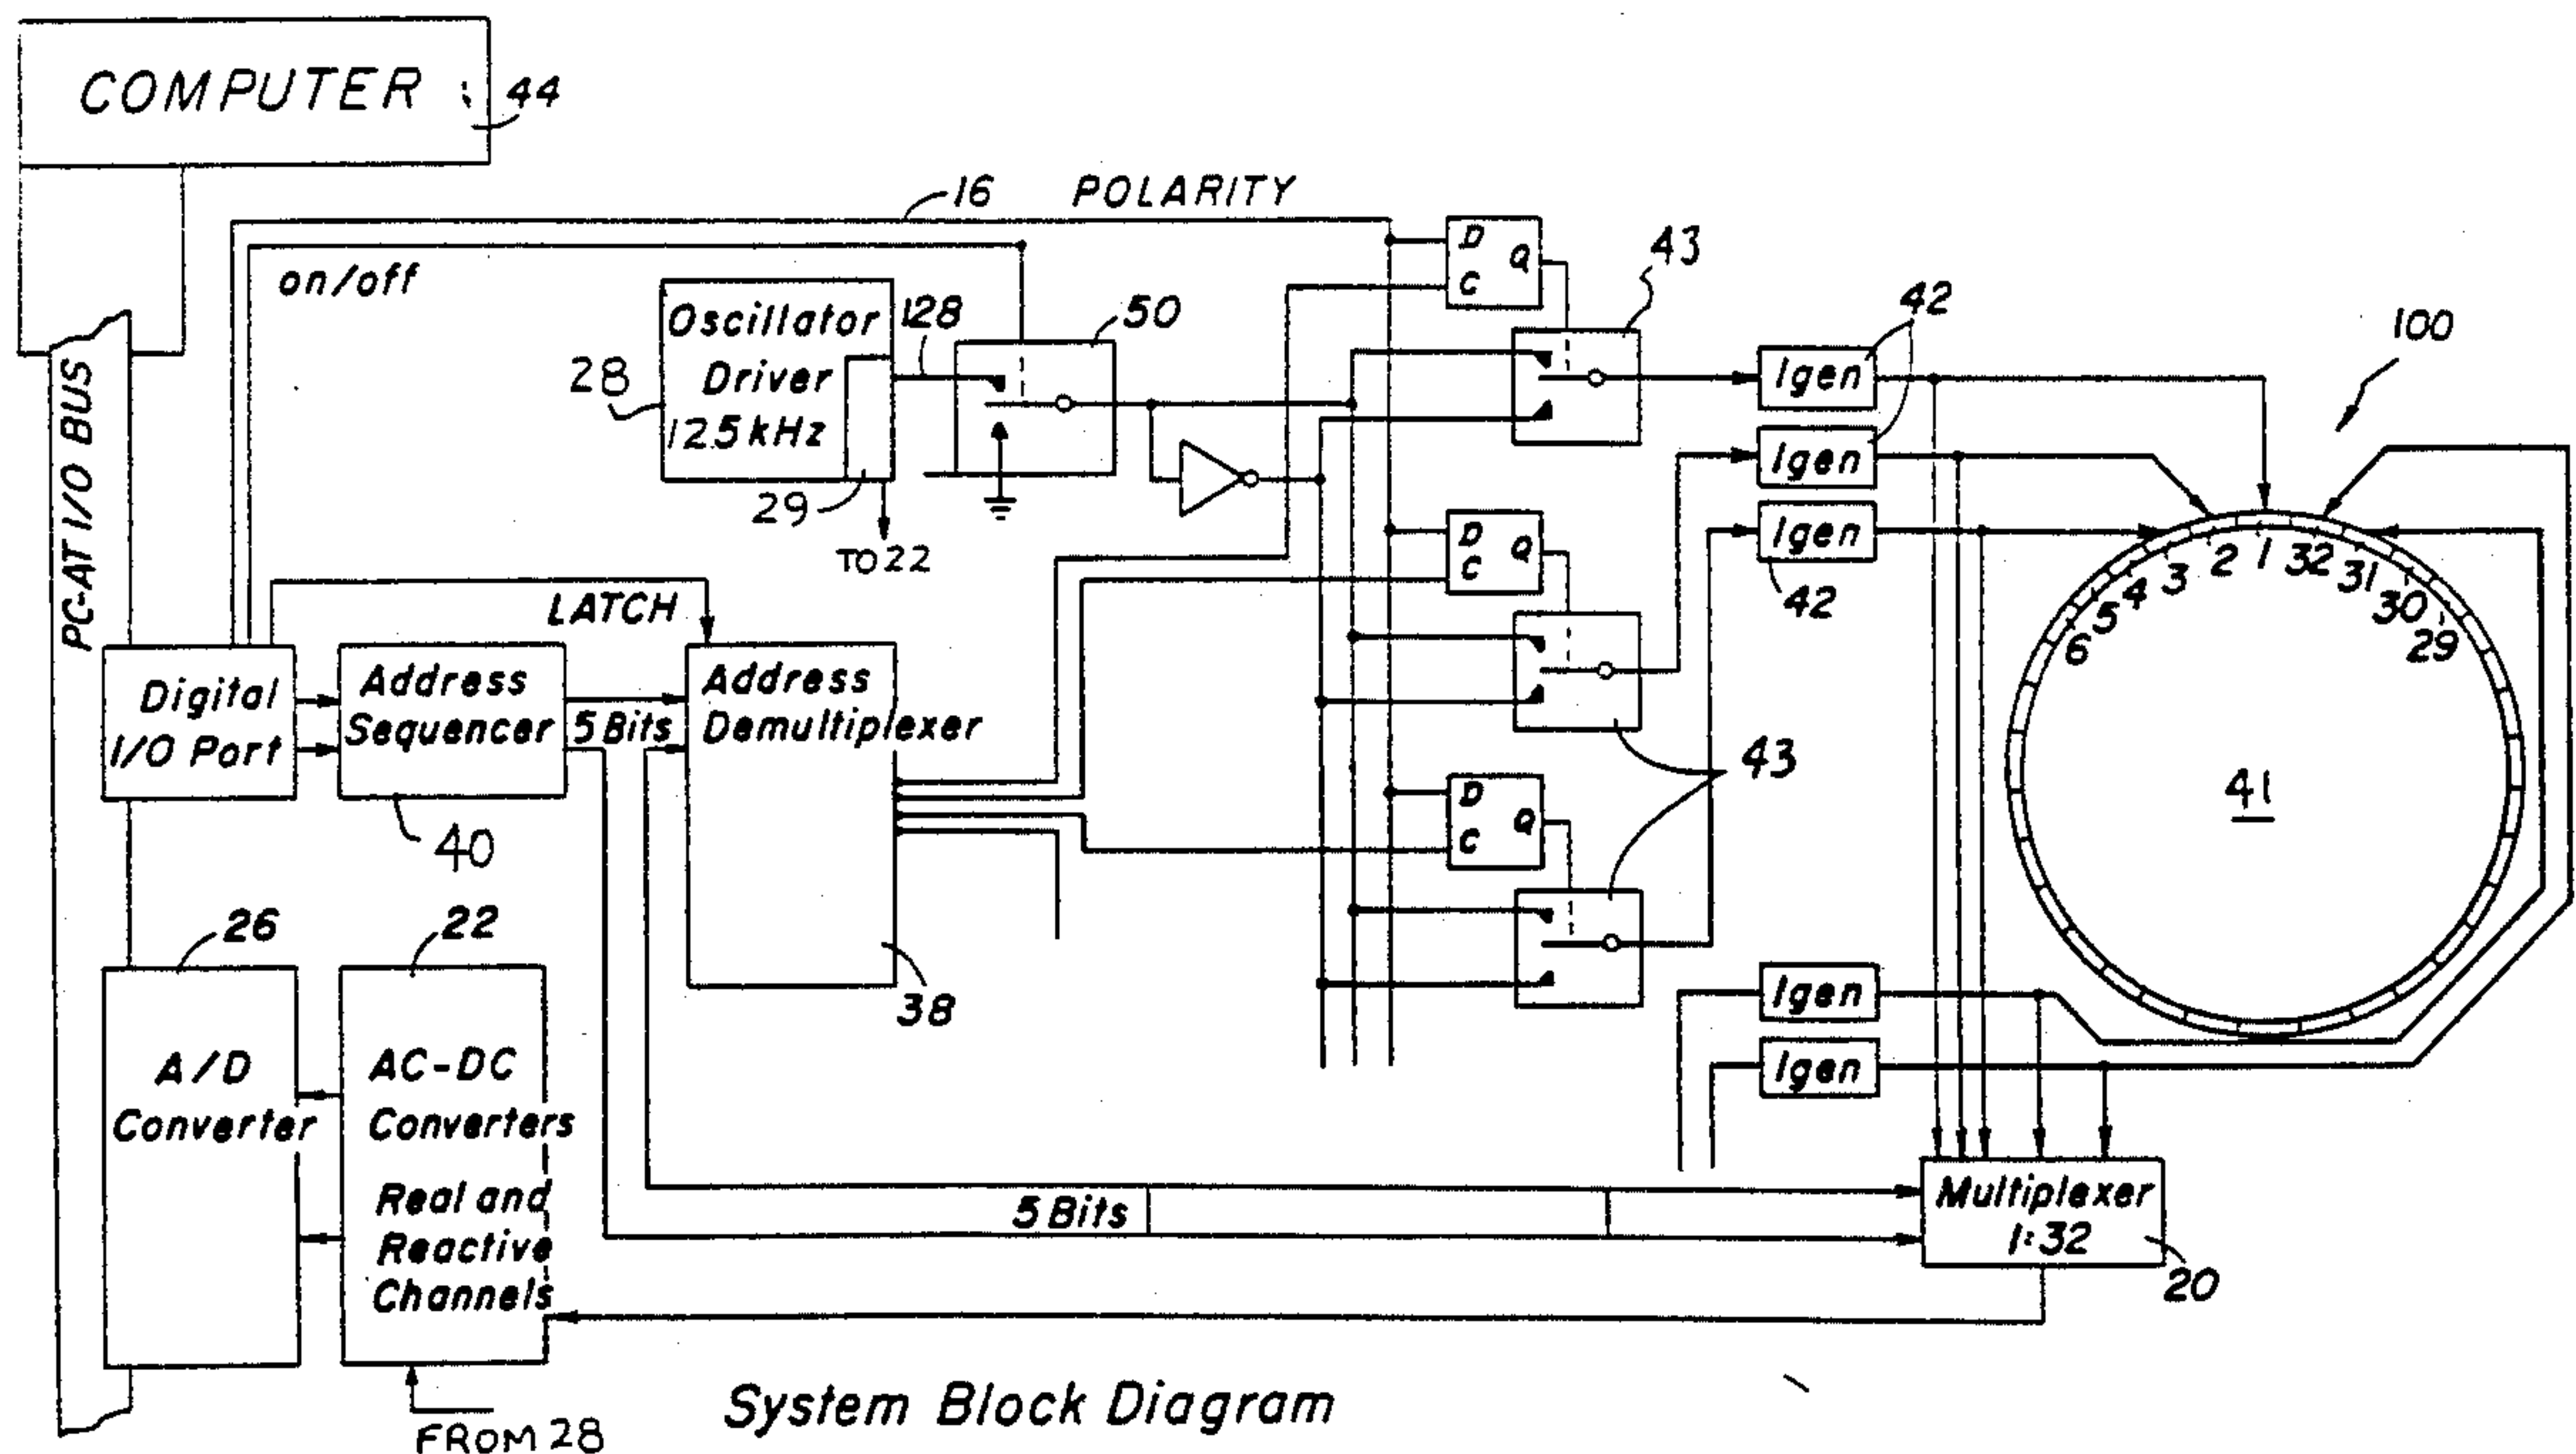 COMPUTER
44
16
POLARITY
on/off
PC-AT I/O BUS
Oscillator
Driver
12.5kHz
28
29
TO 22
128
50
D
C
Q
43
Igen
42
Igen
Igen
42
100
D
C
Q
LATCH
Digital
I/O Port
Address
Sequencer
40
5 Bits
Address
Demultiplexer
38
43
D
C
Q
6
5
4
3
2
1
32
31
30
29
41
26
A/D
Converter
22
AC-DC
Converters
Real and
Reactive
Channels
FROM 28
Igen
Igen
5 Bits
Multiplexer
1:32
20
System Block Diagram